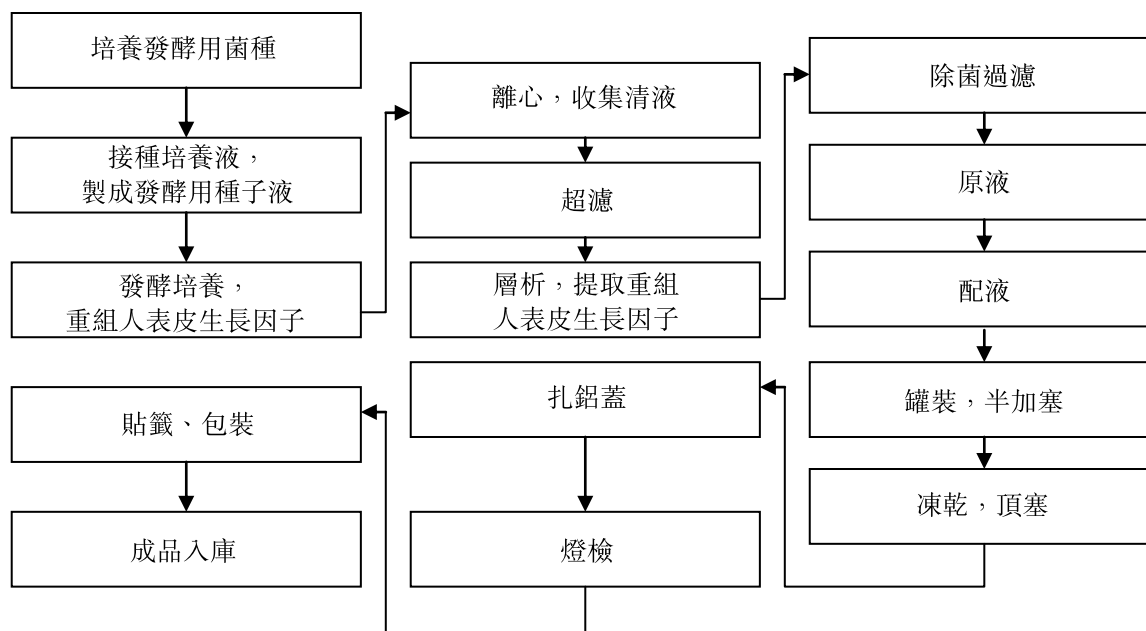 培養發酵用菌種
接種培養液，
製成發酵用種子液
發酵培養，
重組人表皮生長因子
離心，收集清液
超濾
層析，提取重組
人表皮生長因子
除菌過濾
原液
配液
罐裝，半加塞
凍乾，頂塞
扎鋁蓋
燈檢
貼籤、包裝
成品入庫